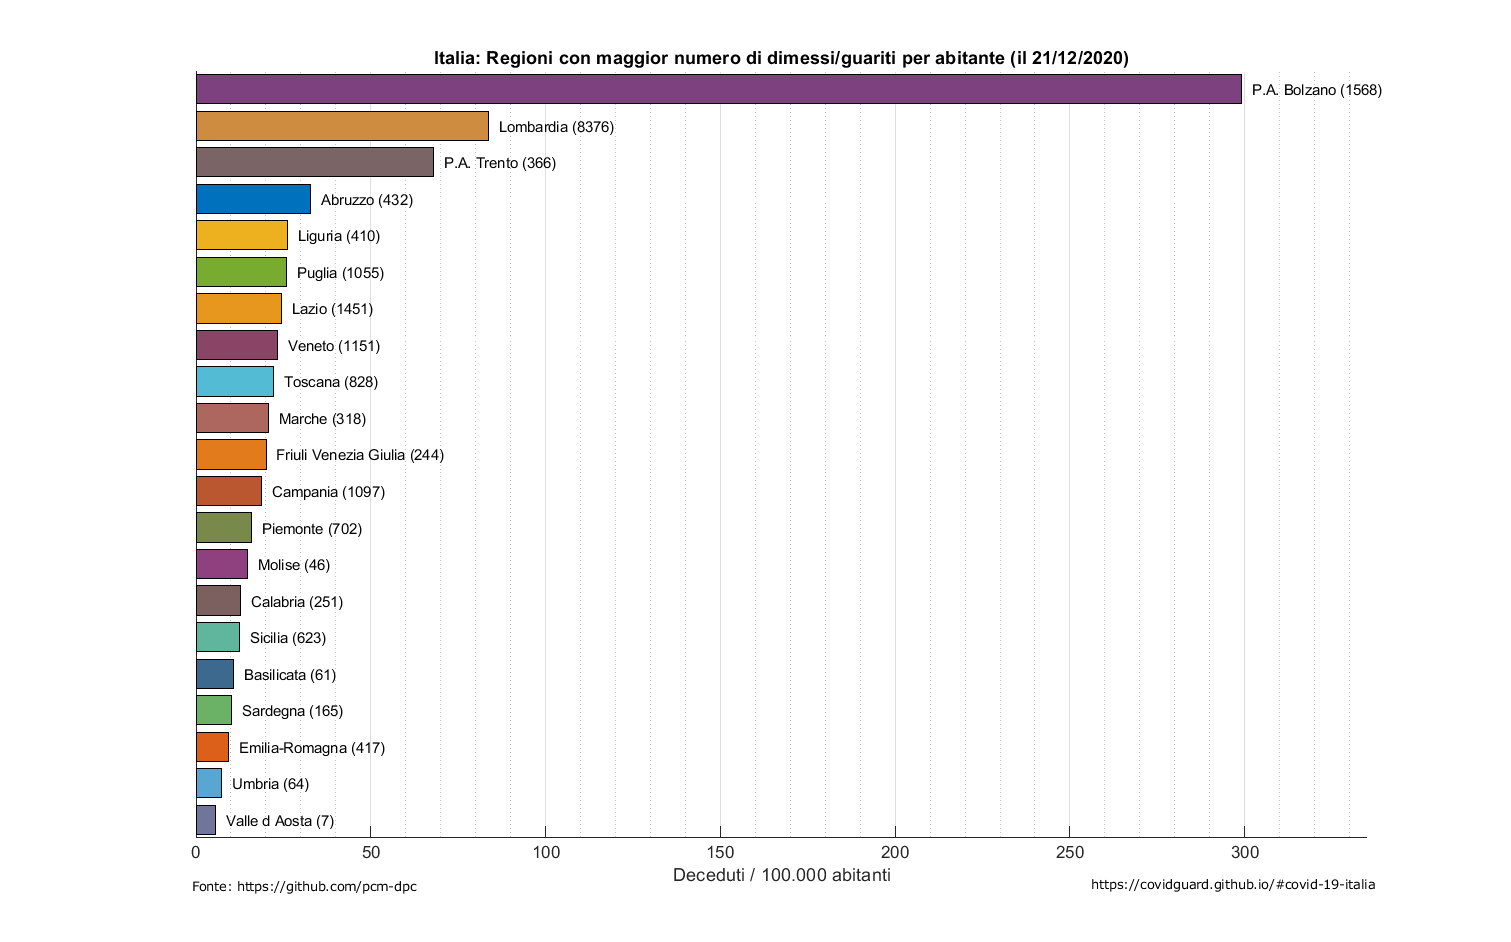 Italia: Regioni con maggior numero di dimessi/guariti per abitante (il 21/12/2020)
P.A. Bolzano (1568)
Lombardia (8376)
P.A. Trento (366)
Abruzzo (432)
Liguria (410)
Puglia (1055)
Lazio (1451)
Veneto (1151)
Toscana (828)
Marche (318)
Friuli Venezia Giulia (244)
Campania (1097)
Piemonte (702)
Molise (46)
Calabria (251)
Sicilia (623)
Basilicata (61)
Sardegna (165)
Emilia-Romagna (417)
Umbria (64)
Valle d Aosta (7)
0 50 100 150 200 250 300
Deceduti / 100.000 abitanti
Fonte: https://github.com/pcm-dpc
https://covidguard.github.io/#covid-19-italia